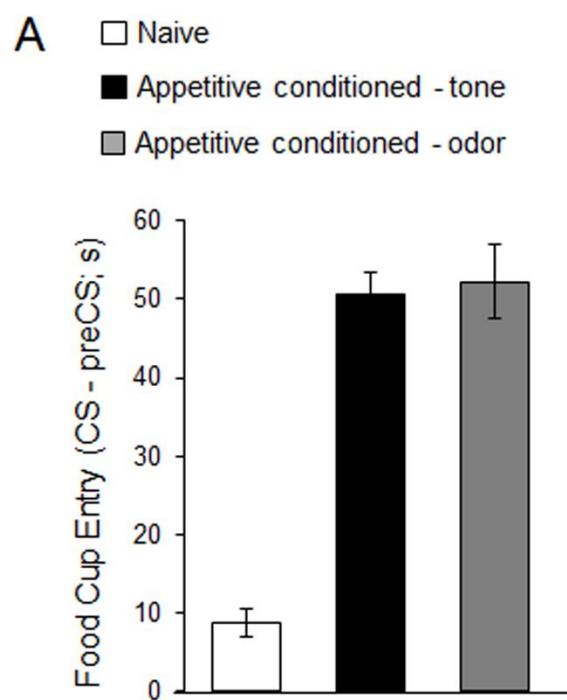 A
Naive
Appetitive conditioned - tone
Appetitive conditioned - odor
Food Cup Entry (CS - preCS; s)
60
50
40
30
20
10
0